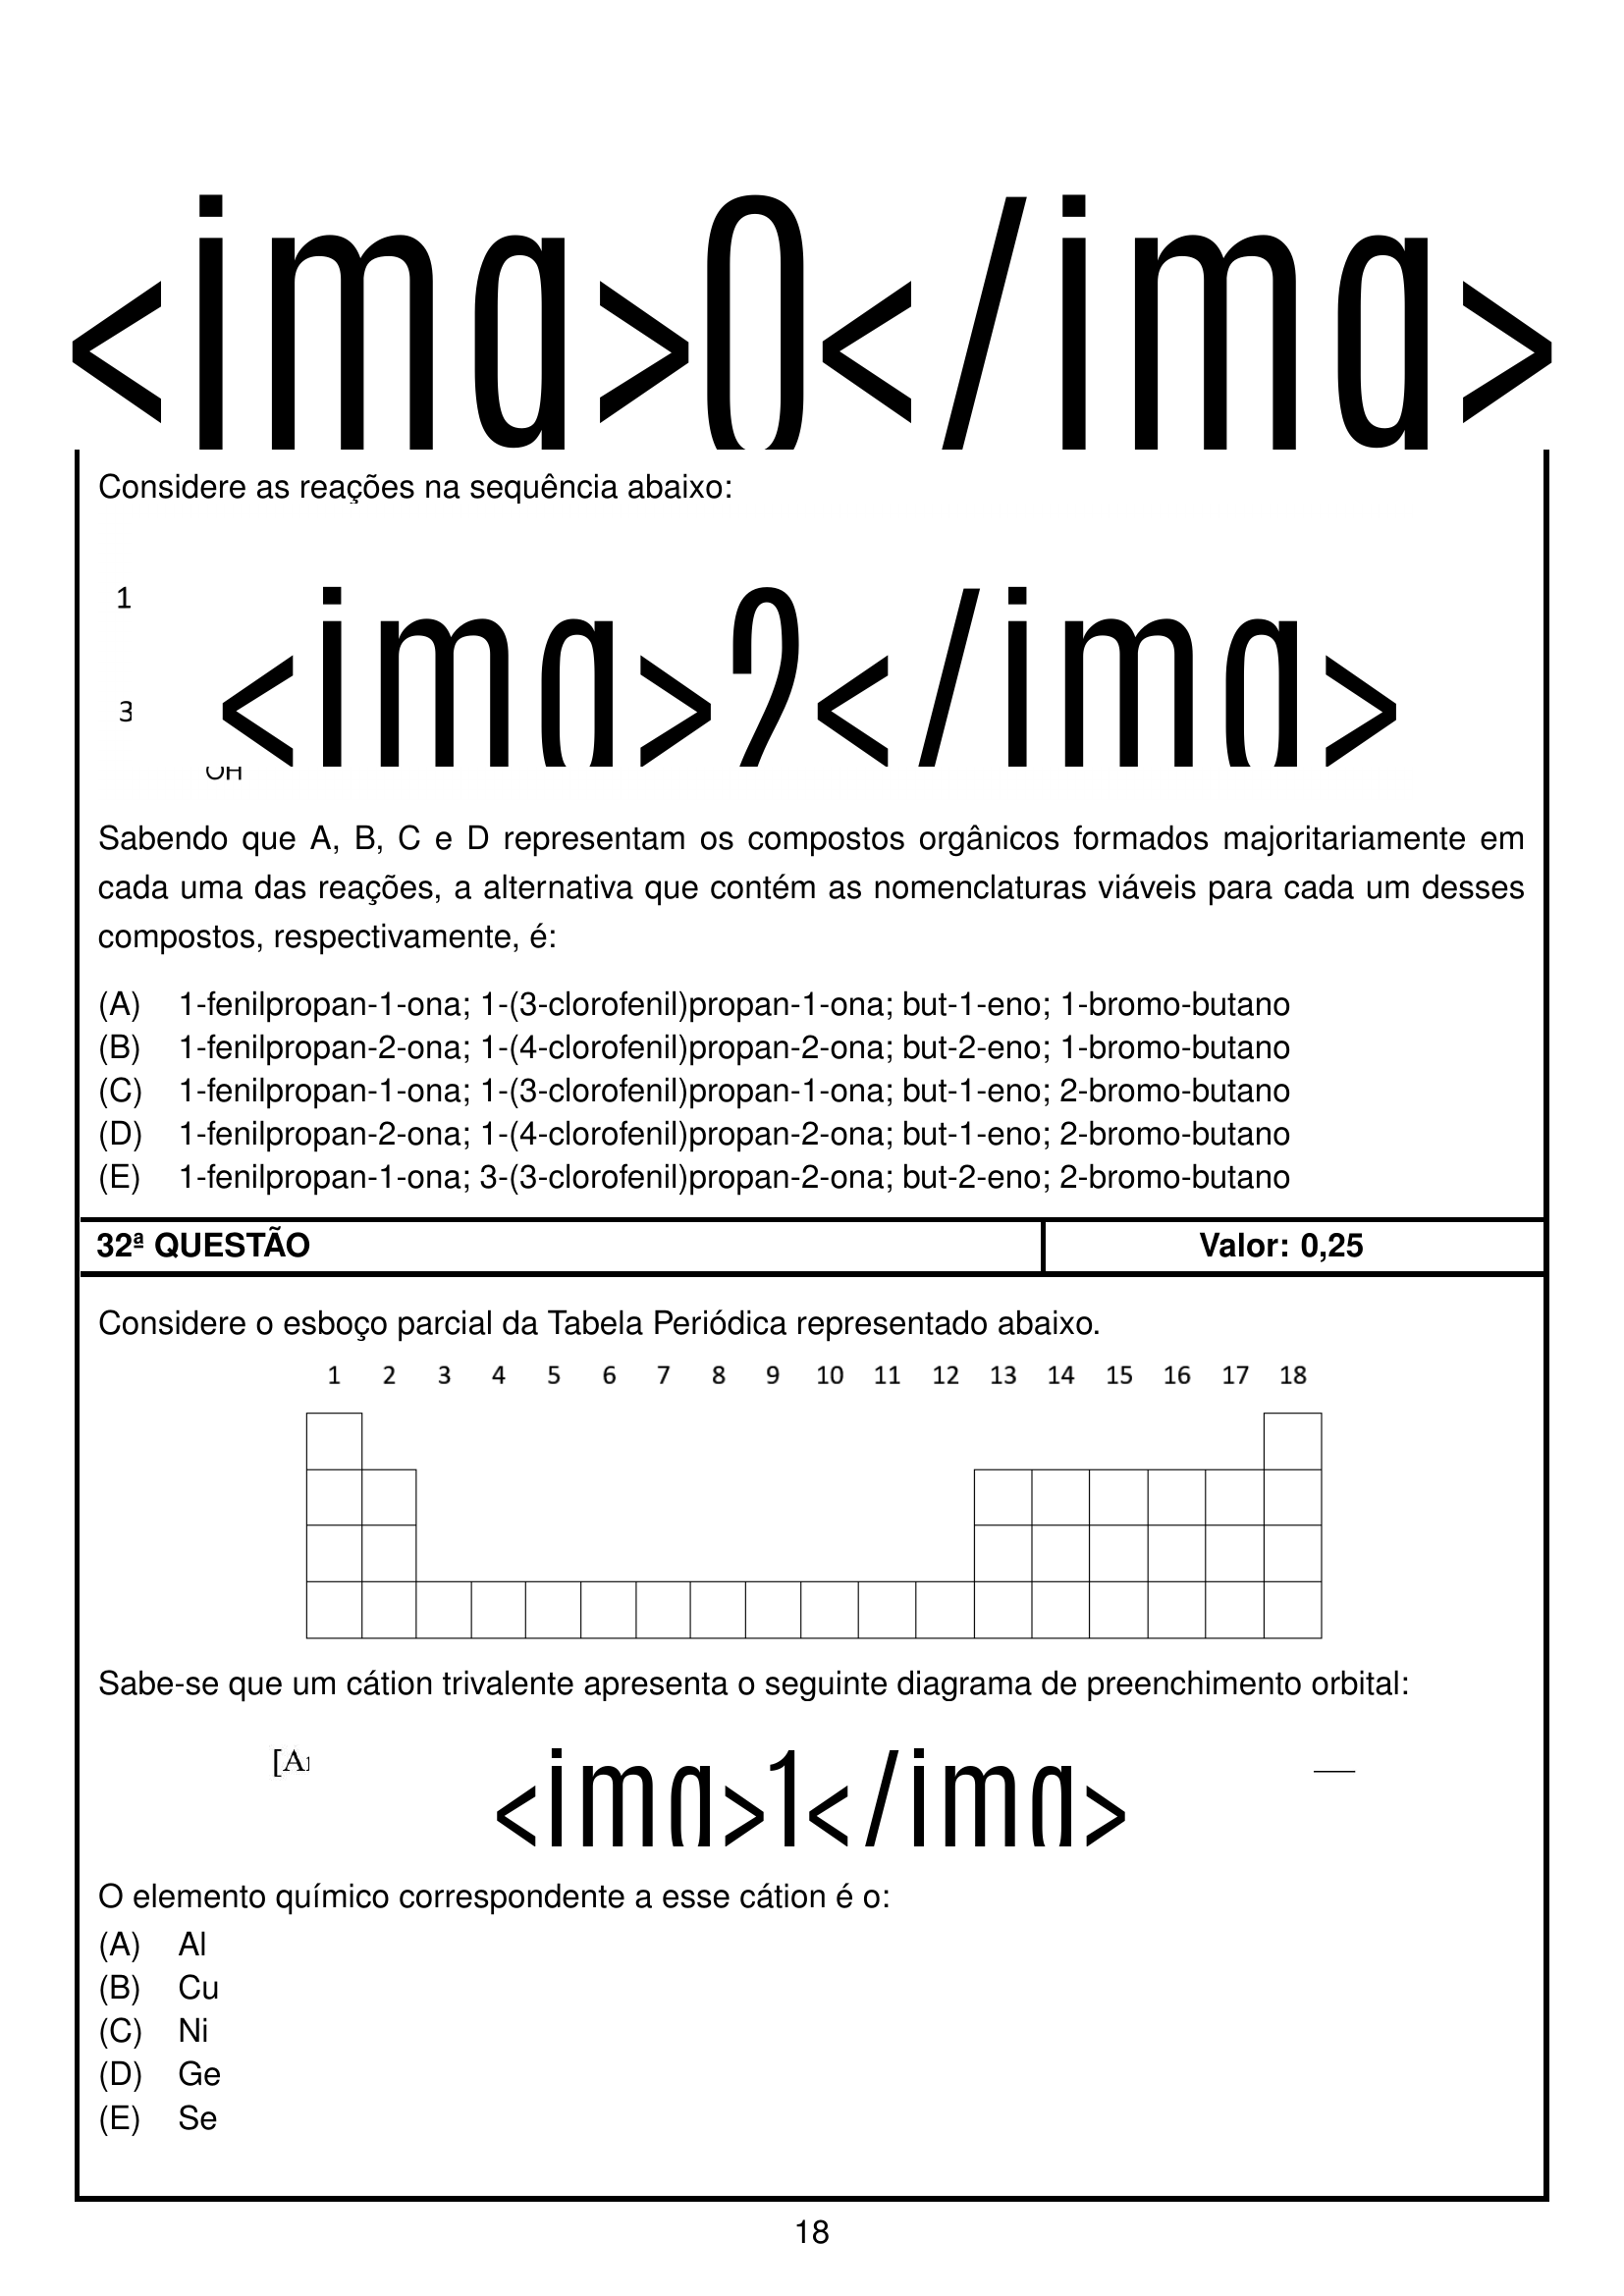 <ima>0</ima>
Considere as reações na sequência abaixo:
1
<ima>2</ima>
3
OH
Sabendo que A, B, C e D representam os compostos orgânicos formados majoritariamente em
cada uma das reações, a alternativa que contém as nomenclaturas viáveis para cada um desses
compostos, respectivamente, é:
(A) 1-fenilpropan-1-ona; 1-(3-clorofenil)propan-1-ona; but-1-eno; 1-bromo-butano
(B) 1-fenilpropan-2-ona; 1-(4-clorofenil)propan-2-ona; but-2-eno; 1-bromo-butano
(C) 1-fenilpropan-1-ona; 1-(3-clorofenil)propan-1-ona; but-1-eno; 2-bromo-butano
(D) 1-fenilpropan-2-ona; 1-(4-clorofenil)propan-2-ona; but-1-eno; 2-bromo-butano
(E) 1-fenilpropan-1-ona; 3-(3-clorofenil)propan-2-ona; but-2-eno; 2-bromo-butano
32ª QUESTÃO Valor: 0,25
Considere o esboço parcial da Tabela Periódica representado abaixo.
1 2 3 4 5 6 7 8 9 10 11 12 13 14 15 16 17 18
Sabe-se que um cátion trivalente apresenta o seguinte diagrama de preenchimento orbital:
<ima>1</ima>
O elemento químico correspondente a esse cátion é o:
(A) Al
(B) Cu
(C) Ni
(D) Ge
(E) Se
18